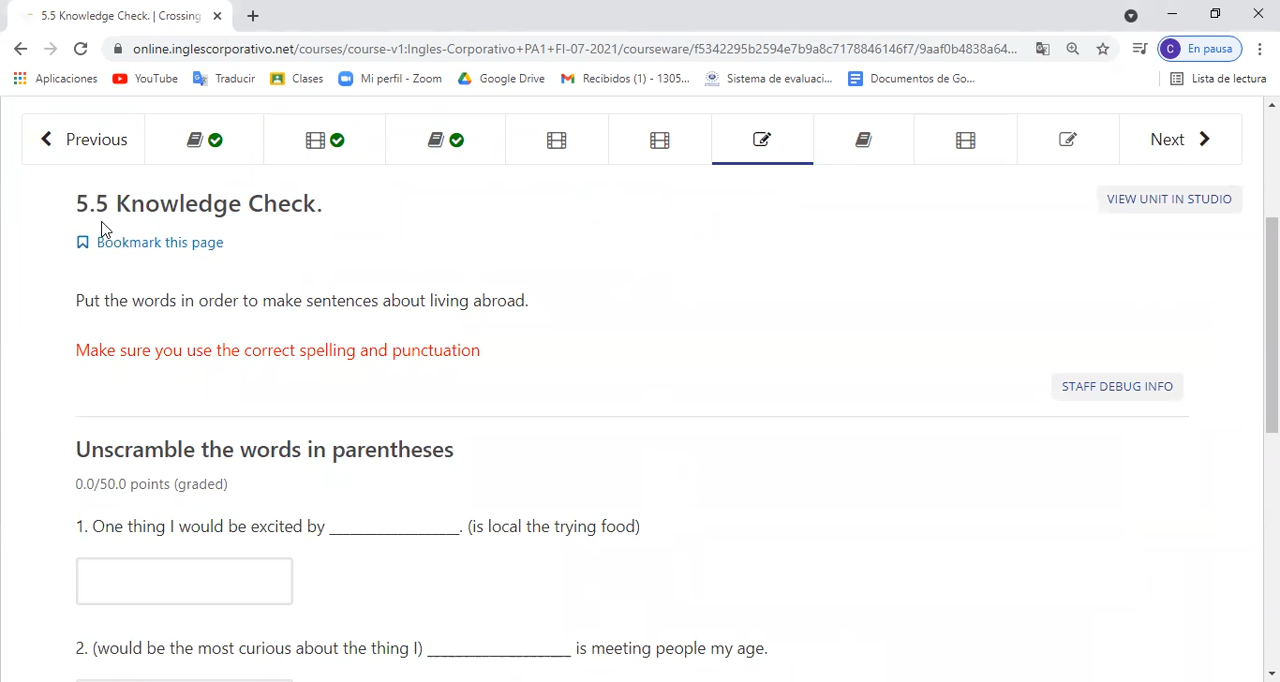 5.5 Knowledge Check. | Crossing
online.inglescorporativo.net/courses/course-v1:Ingles-Corporativo+PA1+FI-07-2021/courseware/f5342295b2594e7b9a8c7178846146f7/9aaf0b4838a64...
C En pausa
Aplicaciones YouTube Traducir Clases Mi perfil - Zoom Google Drive Recibidos (1) - 1305... Sistema de evaluaci... Documentos de Go... Lista de lectura
Previous Next
5.5 Knowledge Check.
VIEW UNIT IN STUDIO
Bookmark this page
Put the words in order to make sentences about living abroad.
Make sure you use the correct spelling and punctuation
STAFF DEBUG INFO
Unscramble the words in parentheses
0.0/50.0 points (graded)
1. One thing I would be excited by ________________. (is local the trying food)
2. (would be the most curious about the thing I) __________________ is meeting people my age.